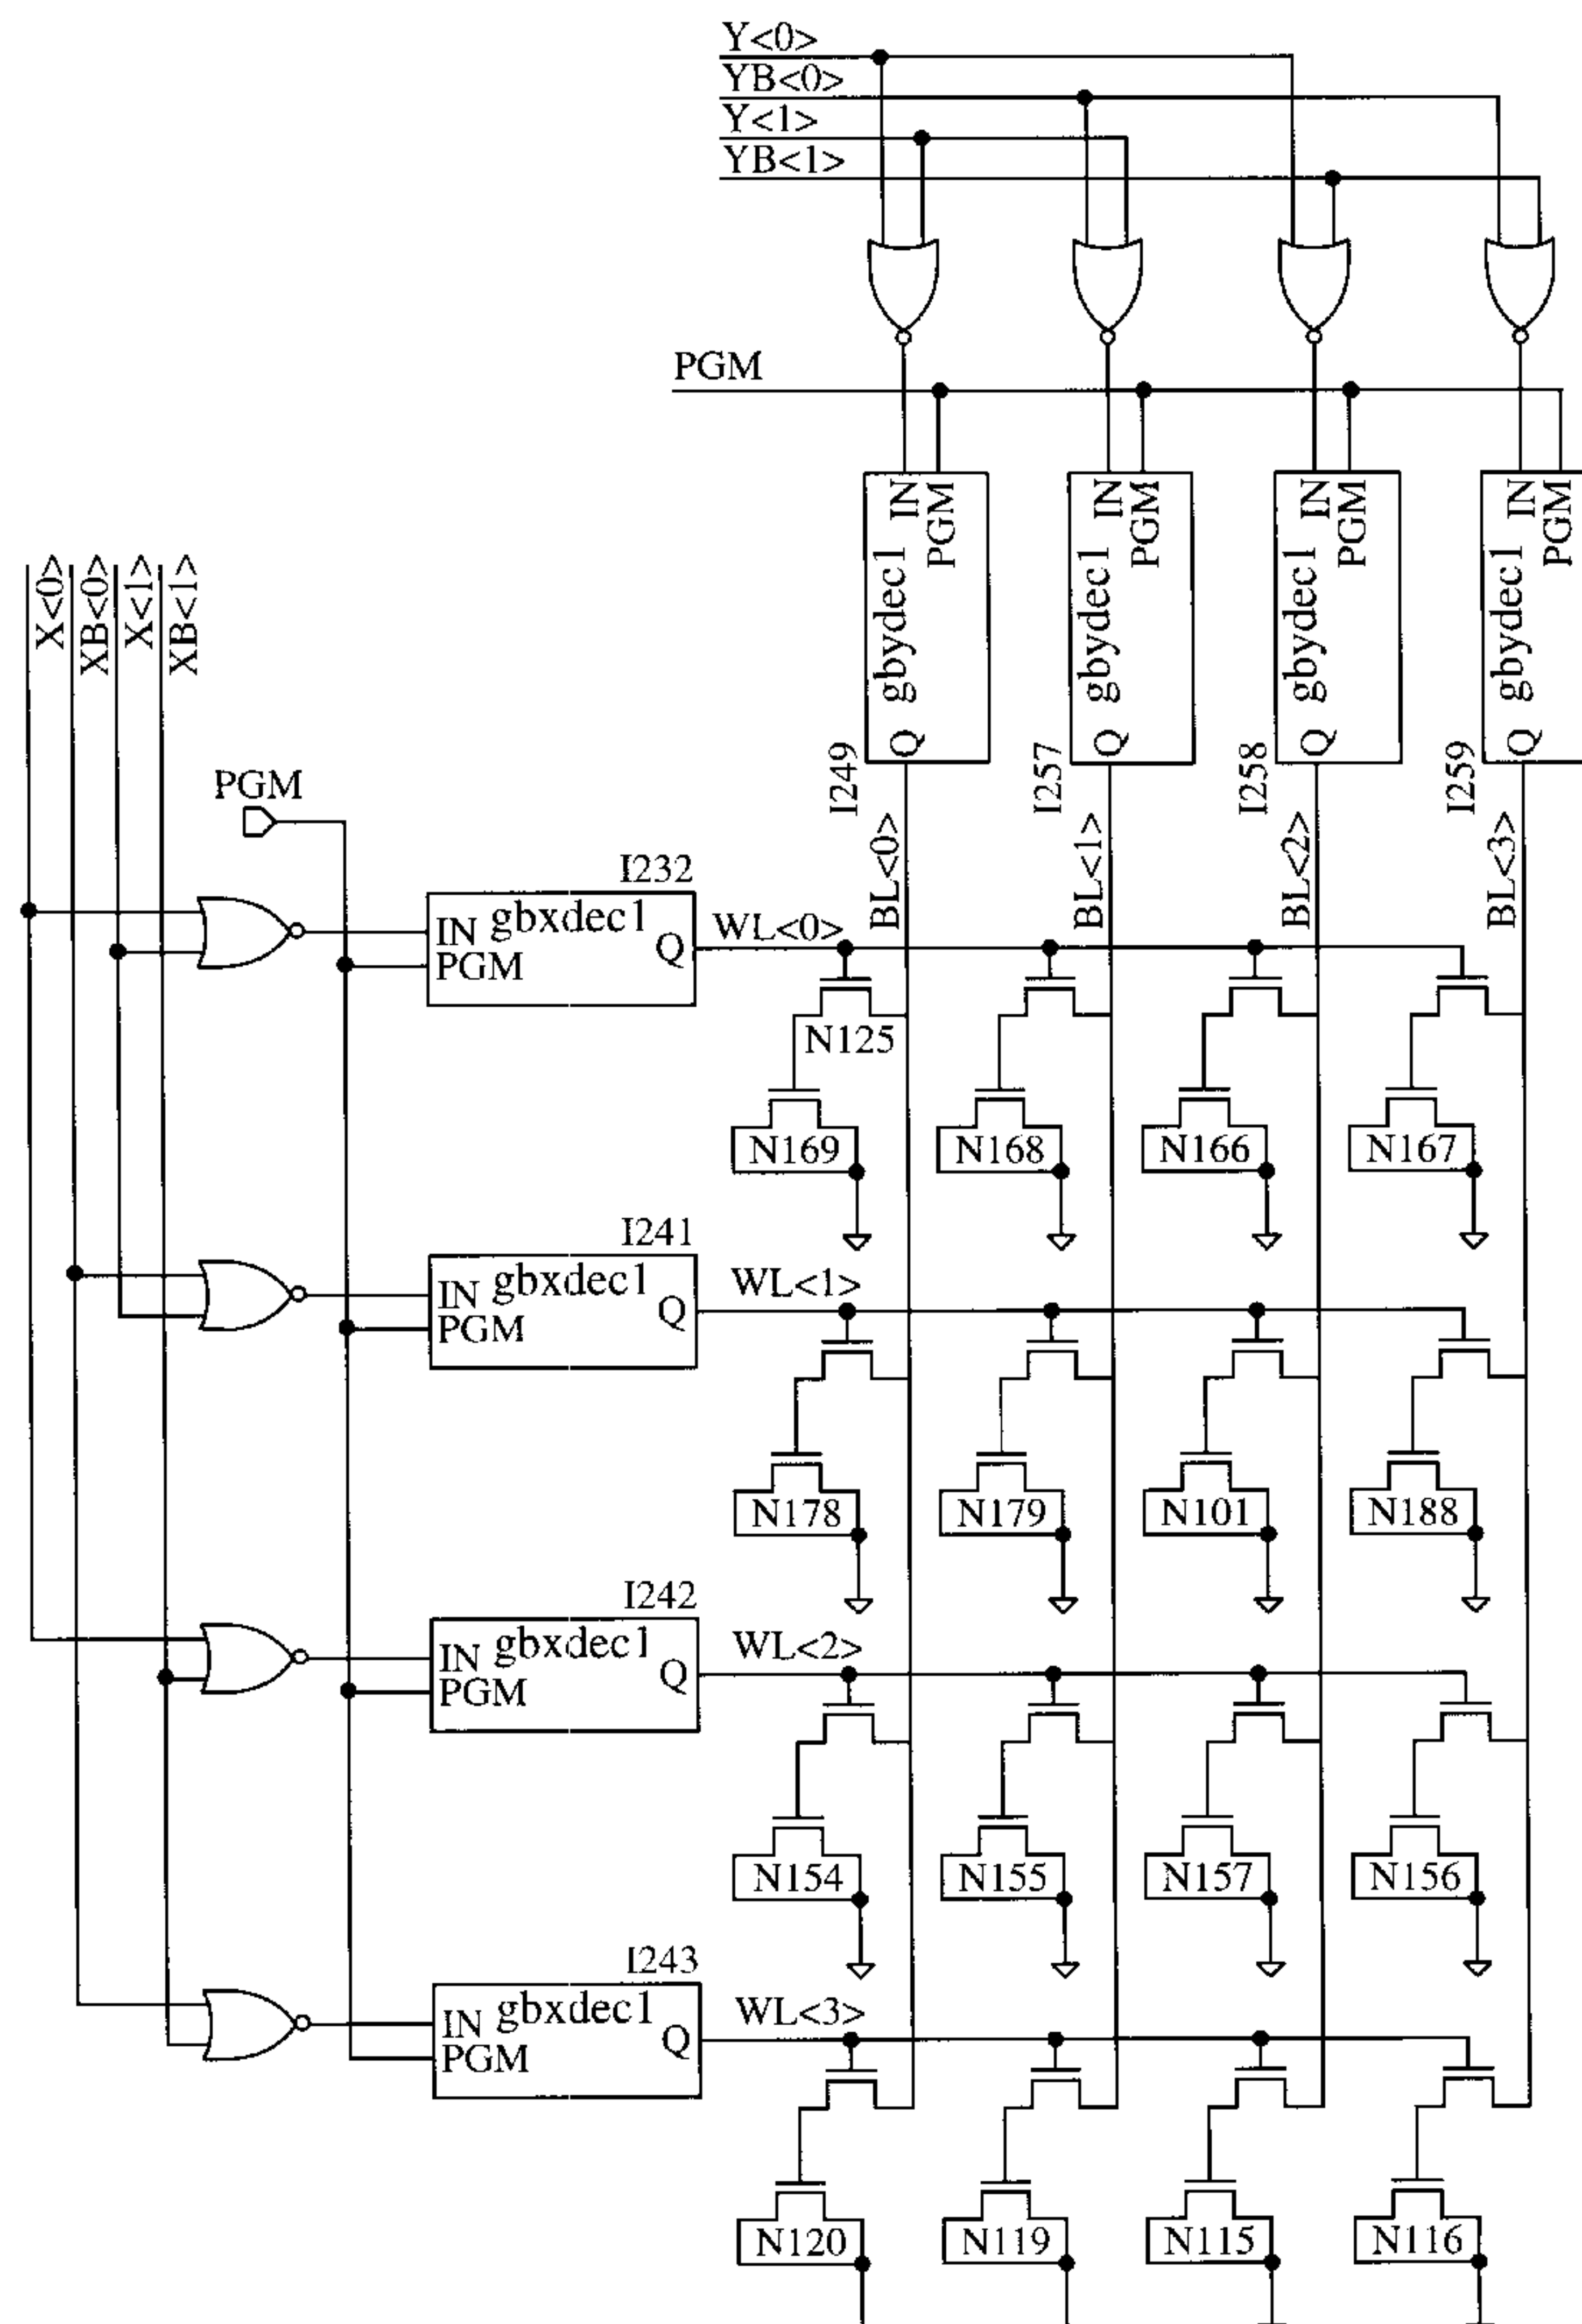 Y<0>
YB<0>
Y<1>
YB<1>
PGM
IN PGM gbydec1 Q I249
IN PGM gbydec1 Q I257
IN PGM gbydec1 Q I258
IN PGM gbydec1 Q I259
X<0>
XB<0>
X<1>
XB<1>
PGM
BL<0>
BL<1>
BL<2>
BL<3>
I232
IN gbxdec1 Q
PGM
WL<0>
N125
N169 N168 N166 N167
I241
IN gbxdec1 Q
PGM
WL<1>
N178 N179 N101 N188
I242
IN gbxdec1 Q
PGM
WL<2>
N154 N155 N157 N156
I243
IN gbxdec1 Q
PGM
WL<3>
N120 N119 N115 N116